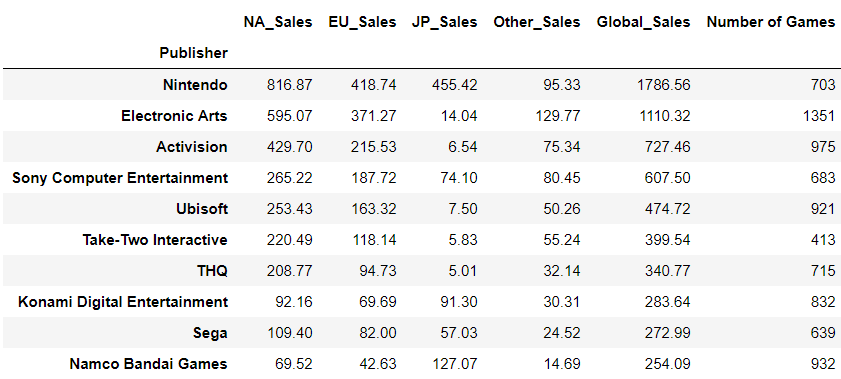 NA_Sales EU_Sales JP_Sales Other_Sales Global_Sales Number of Games
Publisher
Nintendo 816.87 418.74 455.42 95.33 1786.56 703
Electronic Arts 595.07 371.27 14.04 129.77 1110.32 1351
Activision 429.70 215.53 6.54 75.34 727.46 975
Sony Computer Entertainment 265.22 187.72 74.10 80.45 607.50 683
Ubisoft 253.43 163.32 7.50 50.26 474.72 921
Take-Two Interactive 220.49 118.14 5.83 55.24 399.54 413
THQ 208.77 94.73 5.01 32.14 340.77 715
Konami Digital Entertainment 92.16 69.69 91.30 30.31 283.64 832
Sega 109.40 82.00 57.03 24.52 272.99 639
Namco Bandai Games 69.52 42.63 127.07 14.69 254.09 932